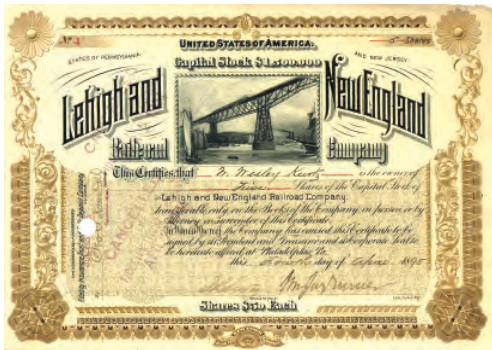 No 4
5 Shares
UNITED STATES OF AMERICA.
STATES OF PENNSYLVANIA
AND NEW JERSEY
Capital Stock $1,500,000
Lehigh and New England
Railroad Company
This Certifies that W. Wesley Kurtz is the owner of
Five Shares of the Capital Stock of
Lehigh and New England Railroad Company.
transferable only on the Books of the Company in person or by
Attorney on surrender of this Certificate
In Witness Whereof the Company has caused this Certificate to be
signed by its President and Treasurer and its Corporate Seal to
be hereunto affixed at Philadelphia, Pa.
this day of 1895
Shares $50 Each